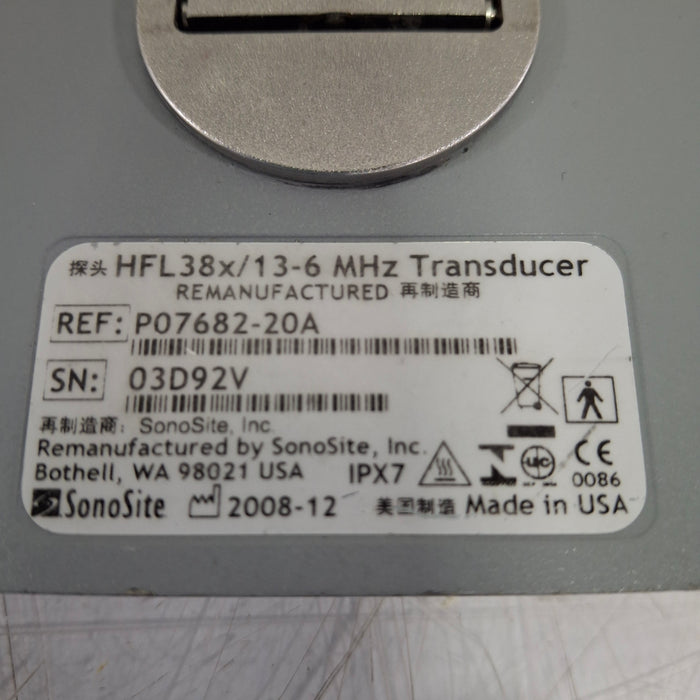 探头 HFL38x/13-6 MHz Transducer
REMANUFACTURED 再制造商
REF: P07682-20A
SN: 03D92V
再制造商: SonoSite, Inc.
Remanufactured by SonoSite, Inc.
Bothell, WA 98021 USA IPX7
CE
0086
SonoSite 2008-12 美国制造 Made in USA